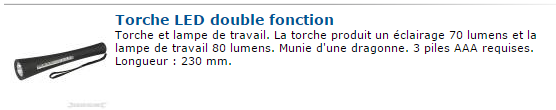 Torche LED double fonction
Torche et lampe de travail. La torche produit un éclairage 70 lumens et la
lampe de travail 80 lumens. Munie d'une dragonne. 3 piles AAA requises.
Longueur : 230 mm.